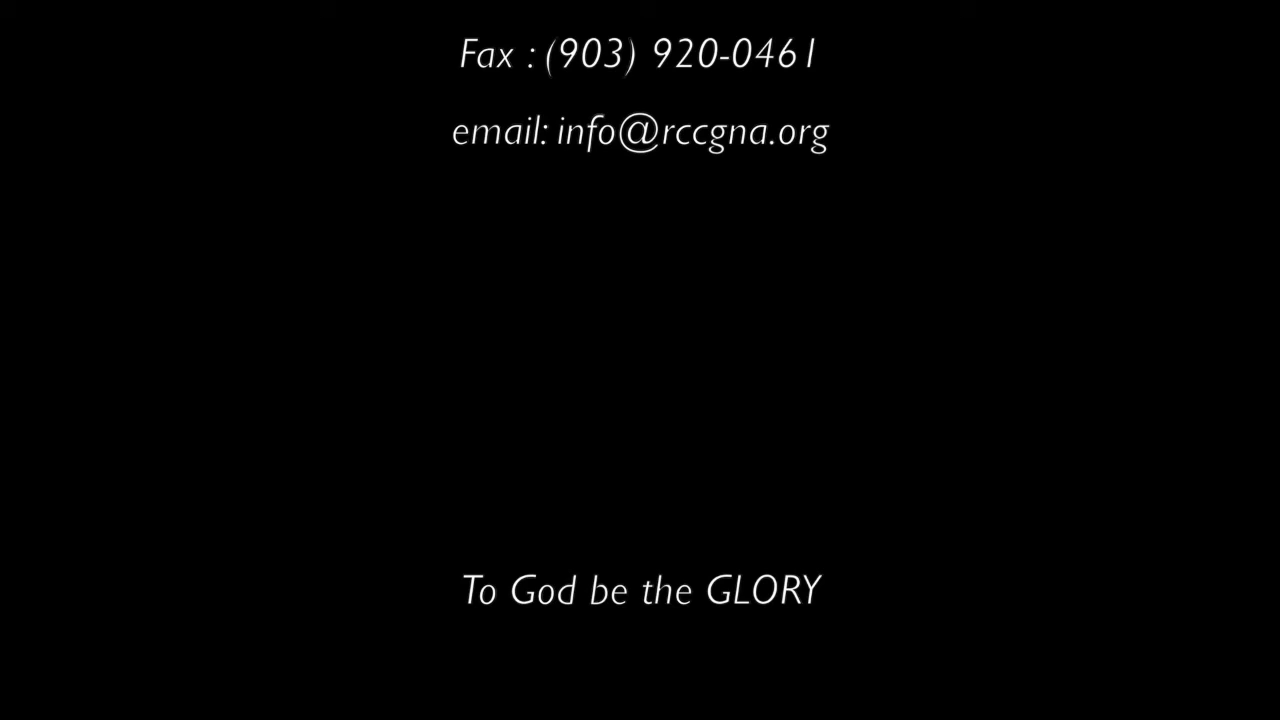 Fax : (903) 920-0461
email: info@rccgna.org
To God be the GLORY